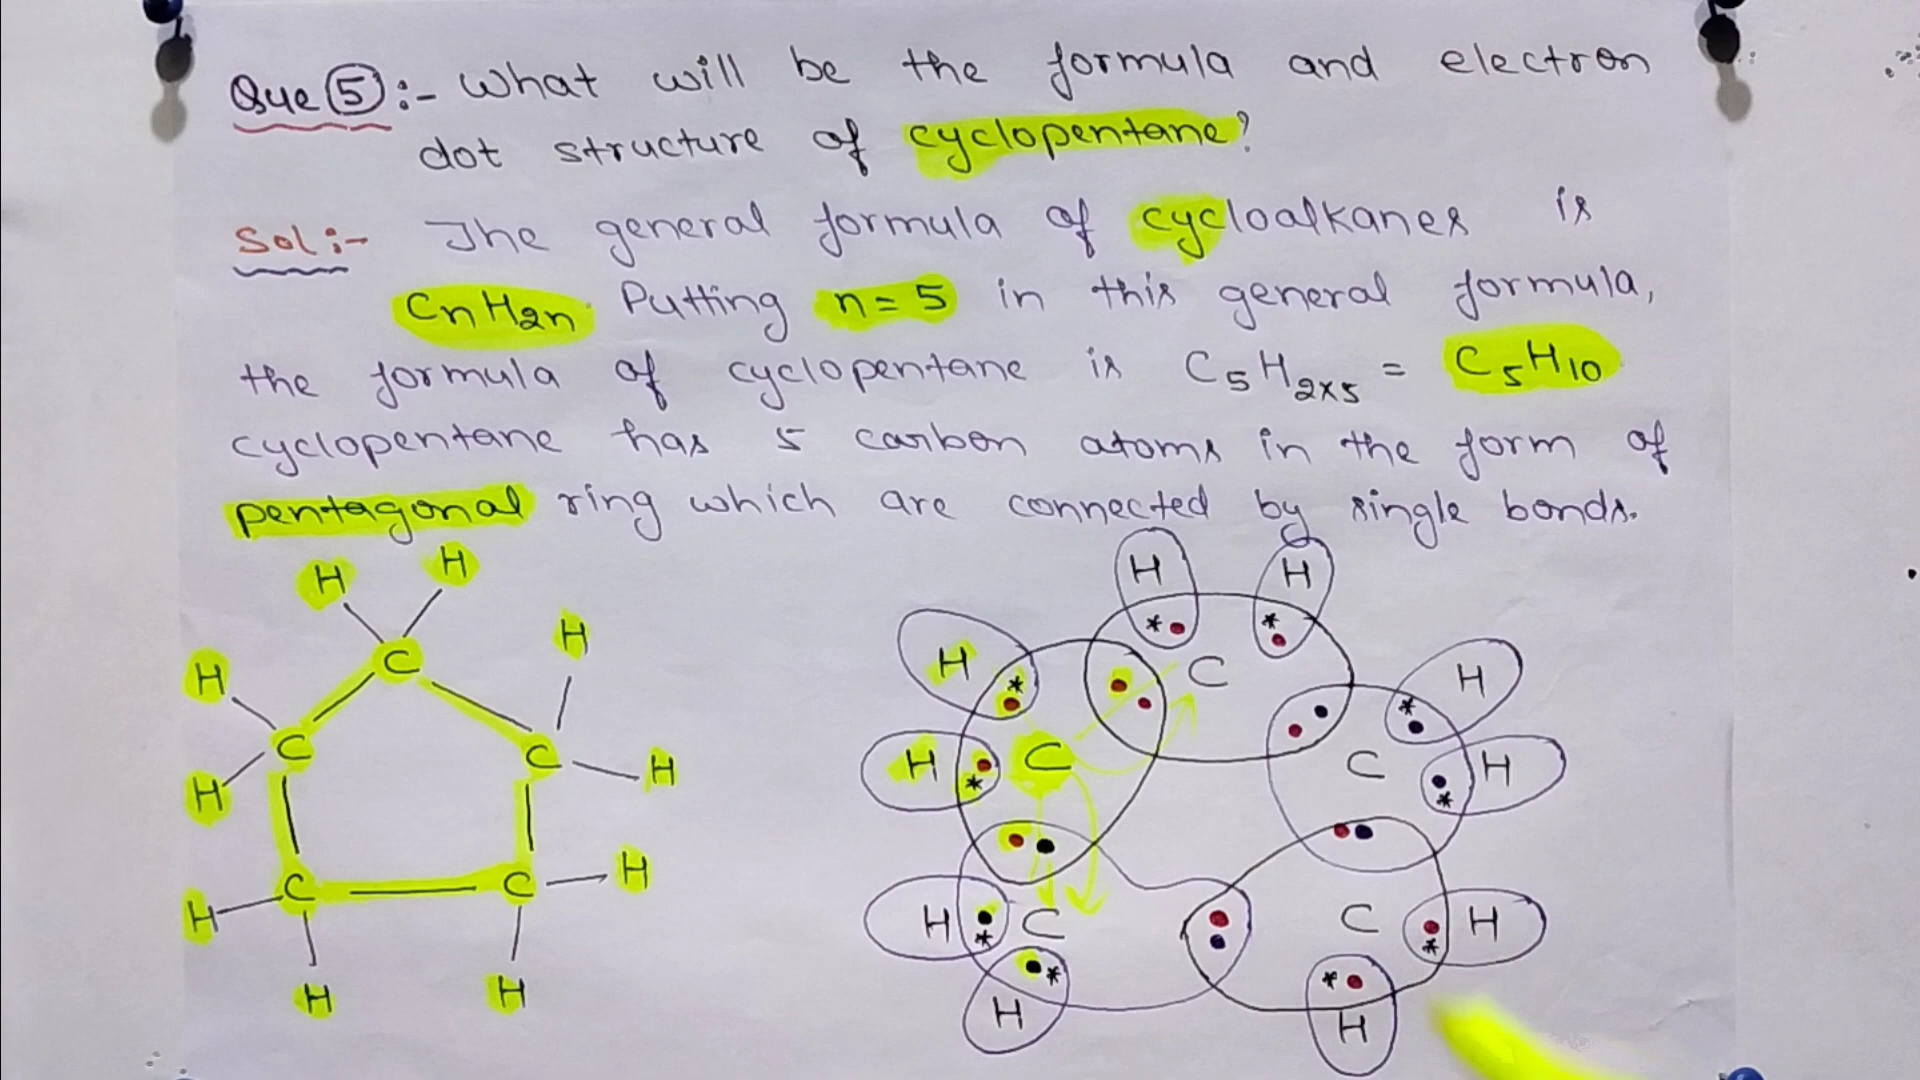 Que 5:- What will be the formula and electron
dot structure of cyclopentane?
Sol:- The general formula of cycloalkanes is
CnH2n. Putting n=5 in this general formula,
the formula of cyclopentane is C5H2x5 = C5H10
cyclopentane has 5 carbon atoms in the form of
pentagonal ring which are connected by single bonds.
H H
H
H C
C C
H H
C C H
H
H H
H H
H H
C
H C C H
H C C H
H H
H H